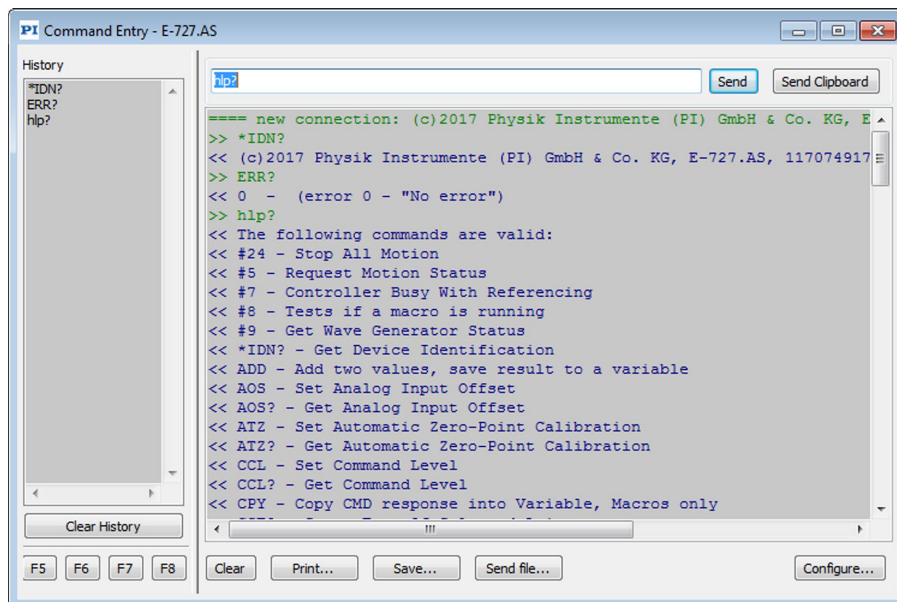 PI Command Entry - E-727.AS
History
*IDN?
ERR?
hlp?
hlp?
Send
Send Clipboard
==== new connection: (c)2017 Physik Instrumente (PI) GmbH & Co. KG, E
>> *IDN?
<< (c)2017 Physik Instrumente (PI) GmbH & Co. KG, E-727.AS, 117074917
>> ERR?
<< 0  -  (error 0 - "No error")
>> hlp?
<< The following commands are valid:
<< #24 - Stop All Motion
<< #5 - Request Motion Status
<< #7 - Controller Busy With Referencing
<< #8 - Tests if a macro is running
<< #9 - Get Wave Generator Status
<< *IDN? - Get Device Identification
<< ADD - Add two values, save result to a variable
<< AOS - Set Analog Input Offset
<< AOS? - Get Analog Input Offset
<< ATZ - Set Automatic Zero-Point Calibration
<< ATZ? - Get Automatic Zero-Point Calibration
<< CCL - Set Command Level
<< CCL? - Get Command Level
<< CPY - Copy CMD response into Variable, Macros only
Clear History
F5 F6 F7 F8
Clear
Print...
Save...
Send file...
Configure...